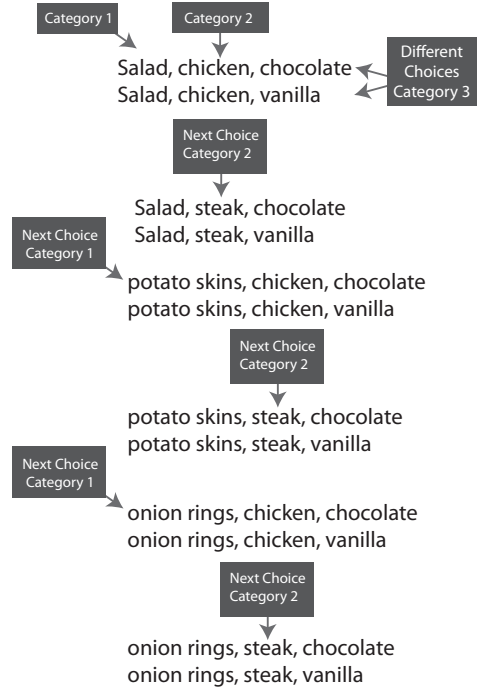 Category 1
Category 2
Salad, chicken, chocolate
Salad, chicken, vanilla
Different
Choices
Category 3
Next Choice
Category 2
Salad, steak, chocolate
Salad, steak, vanilla
Next Choice
Category 1
potato skins, chicken, chocolate
potato skins, chicken, vanilla
Next Choice
Category 2
potato skins, steak, chocolate
potato skins, steak, vanilla
Next Choice
Category 1
onion rings, chicken, chocolate
onion rings, chicken, vanilla
Next Choice
Category 2
onion rings, steak, chocolate
onion rings, steak, vanilla